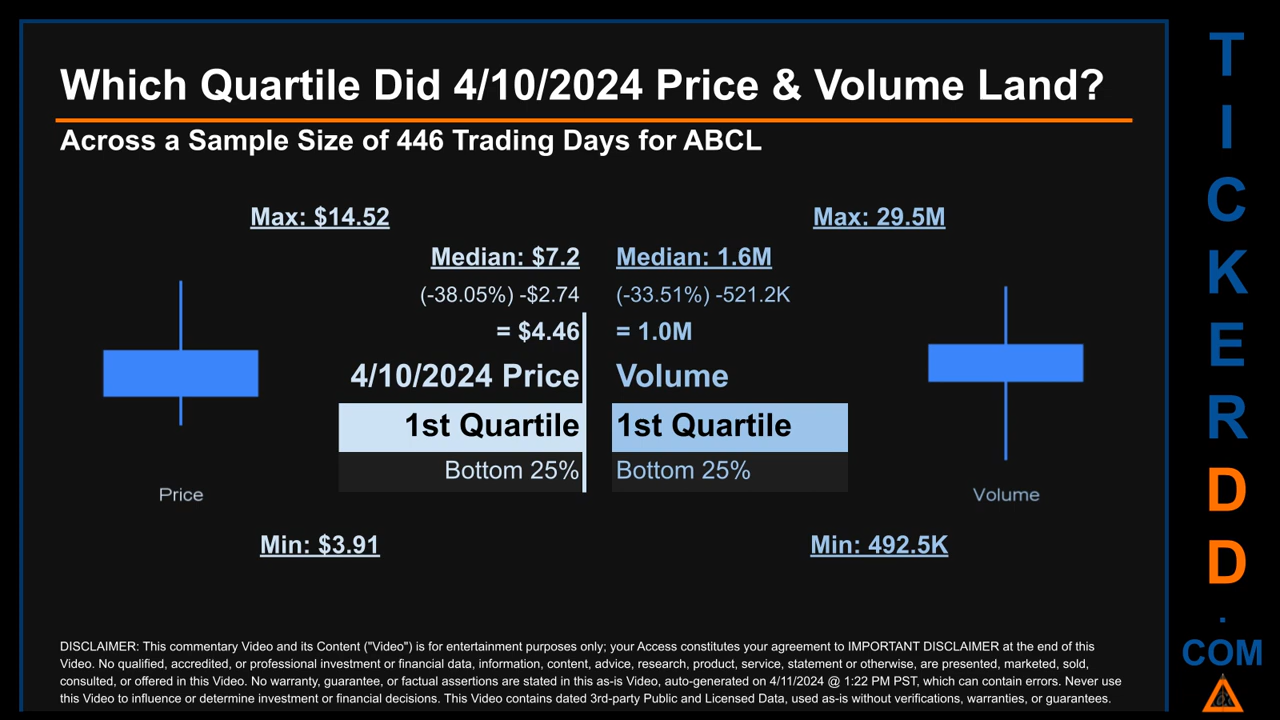 Which Quartile Did 4/10/2024 Price & Volume Land?
Across a Sample Size of 446 Trading Days for ABCL
Max: $14.52
Median: $7.2
(-38.05%) -$2.74
= $4.46
4/10/2024 Price
1st Quartile
Bottom 25%
Price
Min: $3.91
Max: 29.5M
Median: 1.6M
(-33.51%) -521.2K
= 1.0M
Volume
1st Quartile
Bottom 25%
Volume
Min: 492.5K
DISCLAIMER: This commentary Video and its Content ("Video") is for entertainment purposes only; your Access constitutes your agreement to IMPORTANT DISCLAIMER at the end of this
Video. No qualified, accredited, or professional investment or financial data, information, content, advice, research, product, service, statement or otherwise, are presented, marketed, sold,
consulted, or offered in this Video. No warranty, guarantee, or factual assertions are stated in this as-is Video, auto-generated on 4/11/2024 @ 1:22 PM PST, which can contain errors. Never use
this Video to influence or determine investment or financial decisions. This Video contains dated 3rd-party Public and Licensed Data, used as-is without verifications, warranties, or guarantees.
T
I
C
K
E
R
D
D
.
COM